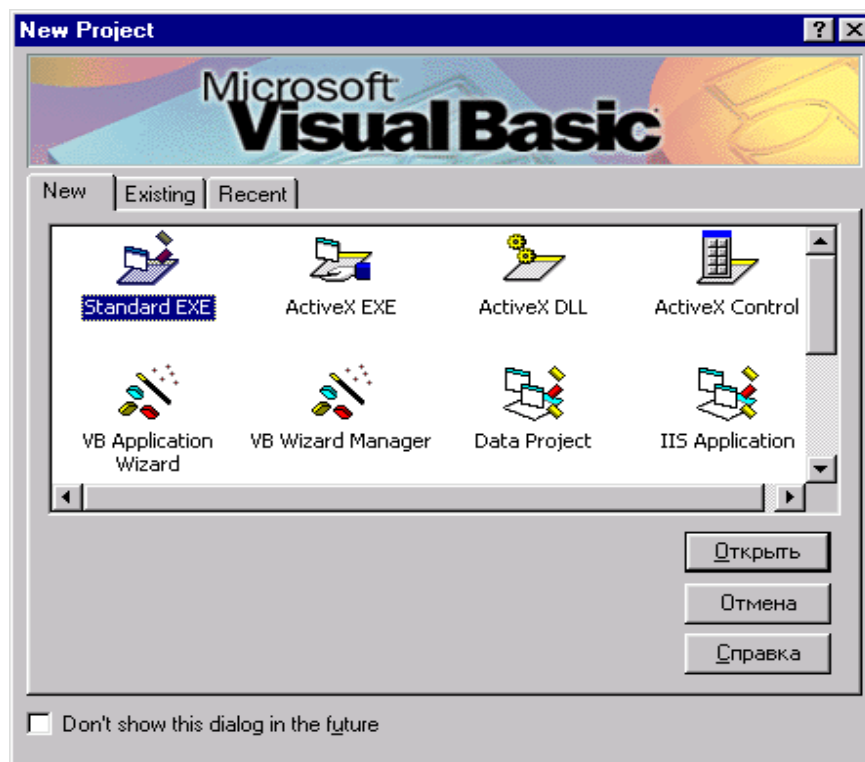 New Project
Microsoft
Visual Basic
New Existing Recent
Standard EXE ActiveX EXE ActiveX DLL ActiveX Control
VB Application Wizard VB Wizard Manager Data Project IIS Application
Открыть
Отмена
Справка
Don't show this dialog in the future